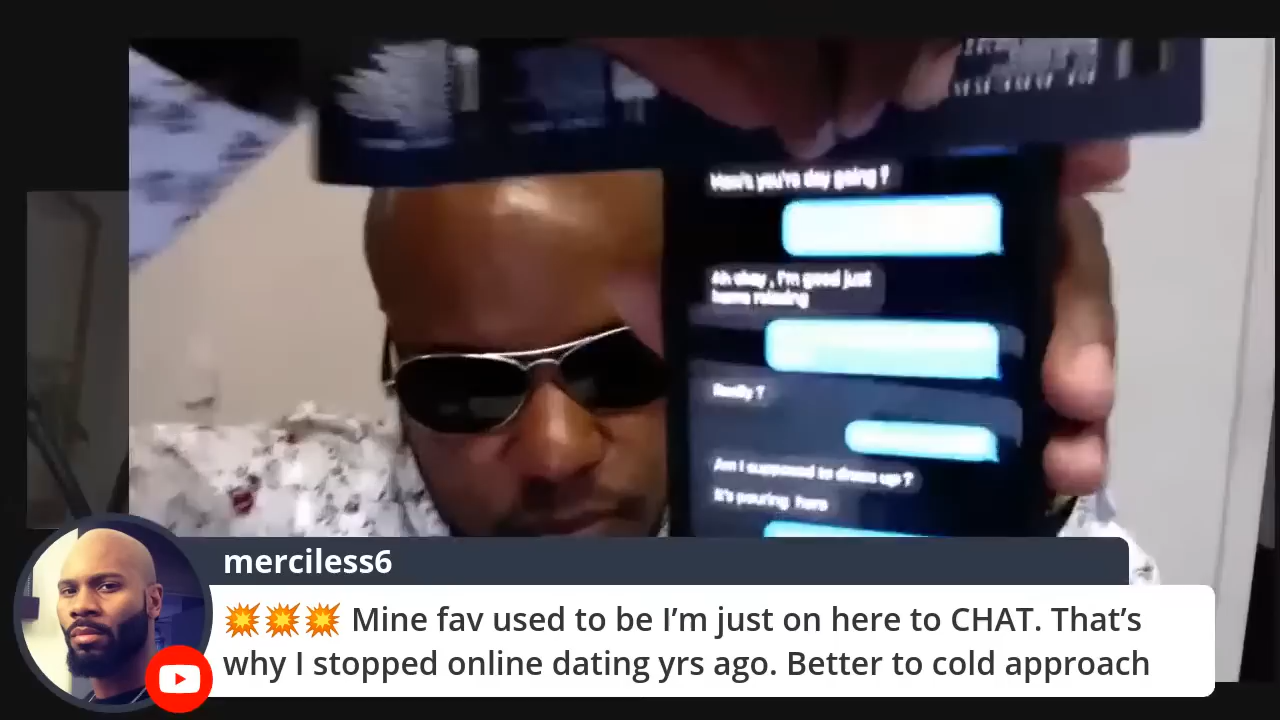 How's you're day going ?
Ah okay , I'm good just
home relaxing
Really ?
Am I supposed to dress up ?
It's pouring here
merciless6
💥💥💥 Mine fav used to be I’m just on here to CHAT. That’s
why I stopped online dating yrs ago. Better to cold approach